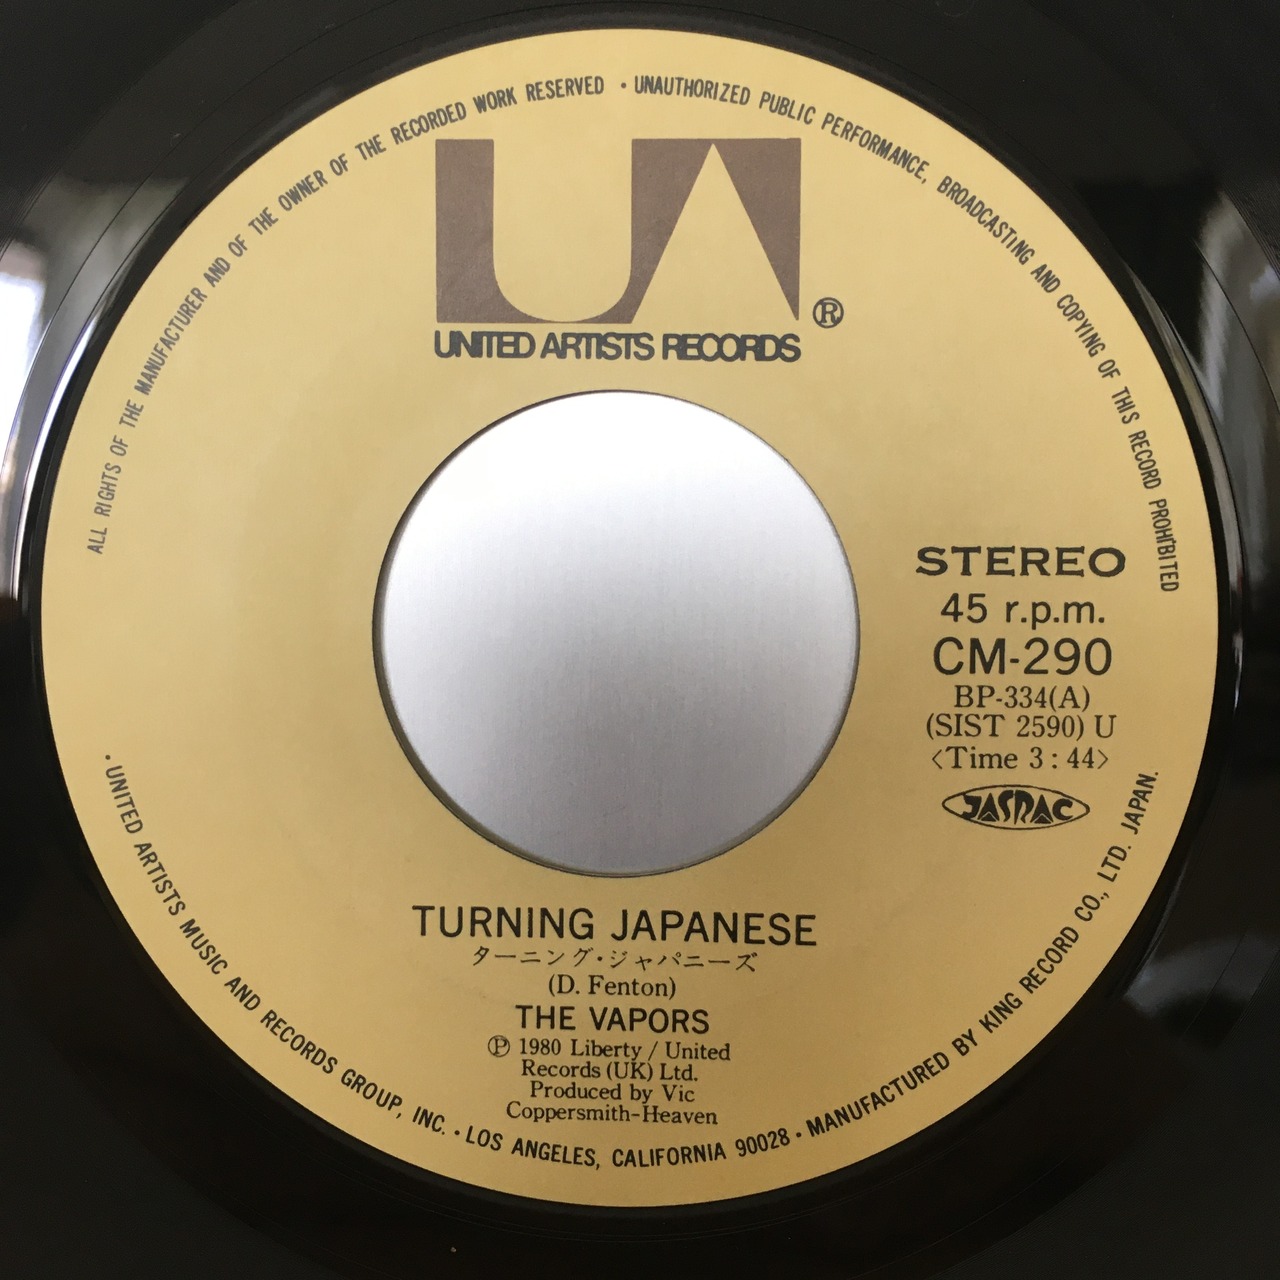 ALL RIGHTS OF THE MANUFACTURER AND OF THE OWNER OF THE RECORDED WORK RESERVED • UNAUTHORIZED PUBLIC PERFORMANCE, BROADCASTING AND COPYING OF THIS RECORD PROHIBITED
UA ®
UNITED ARTISTS RECORDS
STEREO
45 r.p.m.
CM-290
BP-334(A)
(SIST 2590) U
<Time 3:44>
JASRAC
TURNING JAPANESE
ターニング・ジャパニーズ
(D. Fenton)
THE VAPORS
℗ 1980 Liberty / United
Records (UK) Ltd.
Produced by Vic
Coppersmith-Heaven
• UNITED ARTISTS MUSIC AND RECORDS GROUP, INC. • LOS ANGELES, CALIFORNIA 90028 • MANUFACTURED BY KING RECORD CO., LTD. JAPAN.